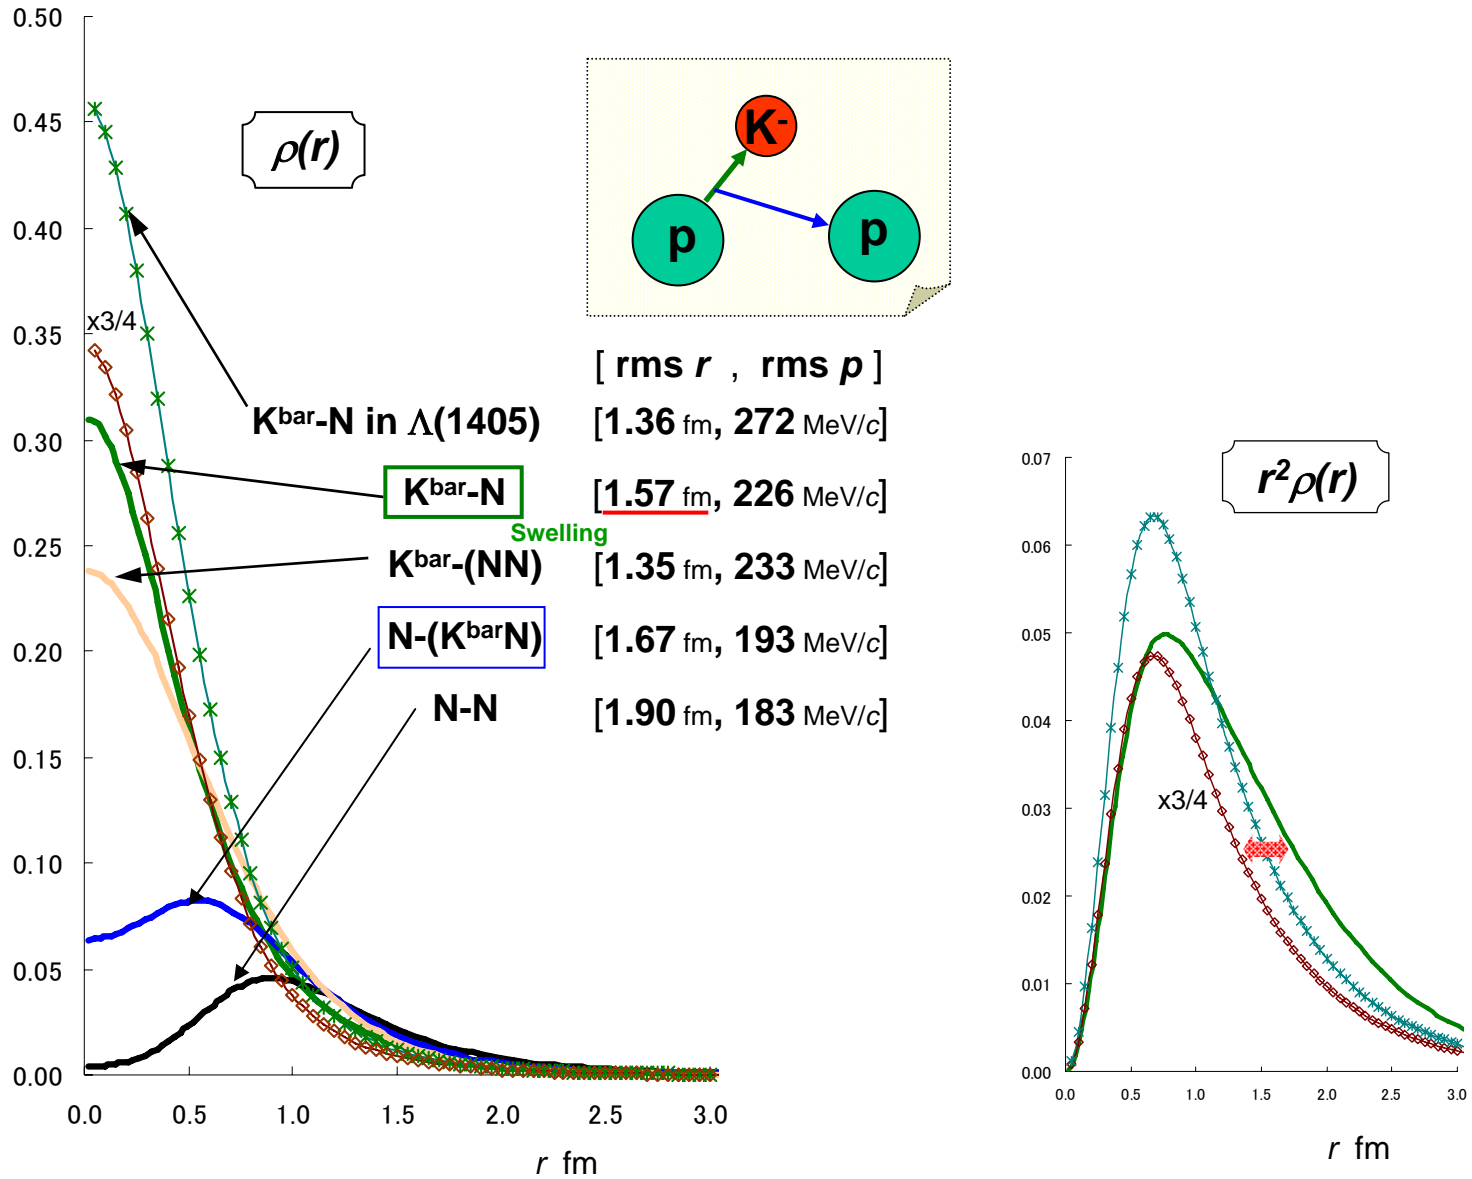 0.50
0.45
0.40
0.35
0.30
0.25
0.20
0.15
0.10
0.05
0.00
0.0 0.5 1.0 1.5 2.0 2.5 3.0
r fm
ρ(r)
x3/4
K-
p
p
[ rms r , rms p ]
Kbar-N in Λ(1405) [1.36 fm, 272 MeV/c]
Kbar-N [1.57 fm, 226 MeV/c]
Swelling
Kbar-(NN) [1.35 fm, 233 MeV/c]
N-(KbarN) [1.67 fm, 193 MeV/c]
N-N [1.90 fm, 183 MeV/c]
r2ρ(r)
0.07
0.06
0.05
0.04
0.03
0.02
0.01
0.00
x3/4
0.0 0.5 1.0 1.5 2.0 2.5 3.0
r fm